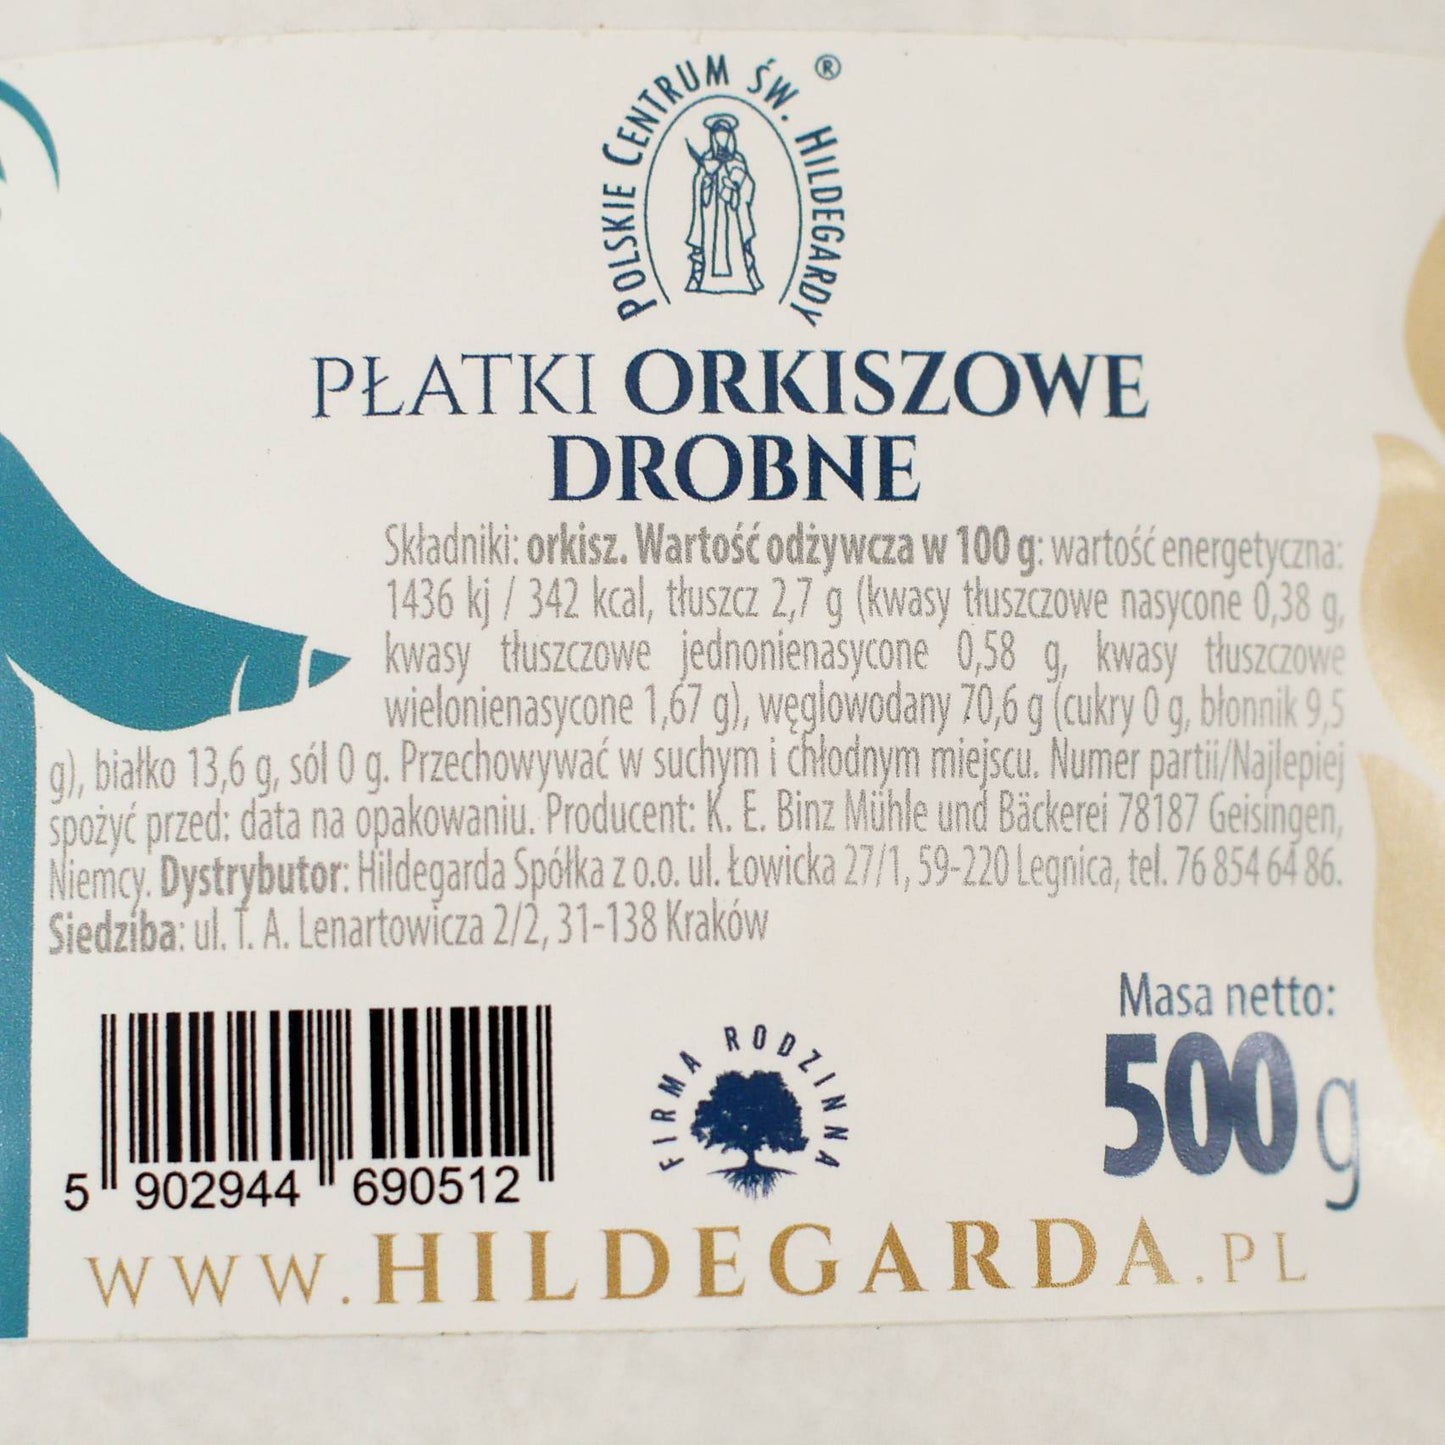 POLSKIE CENTRUM ŚW. HILDEGARDY ®
PŁATKI ORKISZOWE
DROBNE
Składniki: orkisz. Wartość odżywcza w 100 g: wartość energetyczna:
1436 kj / 342 kcal, tłuszcz 2,7 g (kwasy tłuszczowe nasycone 0,38 g,
kwasy tłuszczowe jednonienasycone 0,58 g, kwasy tłuszczowe
wielonienasycone 1,67 g), węglowodany 70,6 g (cukry 0 g, błonnik 9,5
g), białko 13,6 g, sól 0 g. Przechowywać w suchym i chłodnym miejscu. Numer partii/Najlepiej
spożyć przed: data na opakowaniu. Producent: K. E. Binz Mühle und Bäckerei 78187 Geisingen,
Niemcy. Dystrybutor: Hildegarda Spółka z o.o. ul. Łowicka 27/1, 59-220 Legnica, tel. 76 854 64 86.
Siedziba: ul. T. A. Lenartowicza 2/2, 31-138 Kraków
Masa netto:
500 g
FIRMA RODZINNA
5 902944 690512
WWW.HILDEGARDA.PL